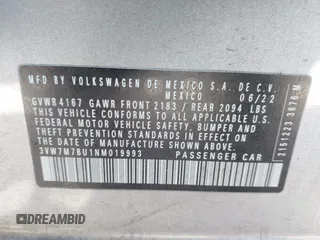 MFD BY VOLKSWAGEN DE MEXICO S.A. DE C.V.
MEXICO 06/22
GVWR 4167 GAWR FRONT 2183 / REAR 2094 LBS
THIS VEHICLE CONFORMS TO ALL APPLICABLE
FEDERAL MOTOR VEHICLE SAFETY, BUMPER AND
THEFT PREVENTION STANDARDS IN EFFECT ON
THE DATE OF MANUFACTURE SHOWN ABOVE.
3VW7M7BU1NM019993 PASSENGER CAR
2151223 3676 M